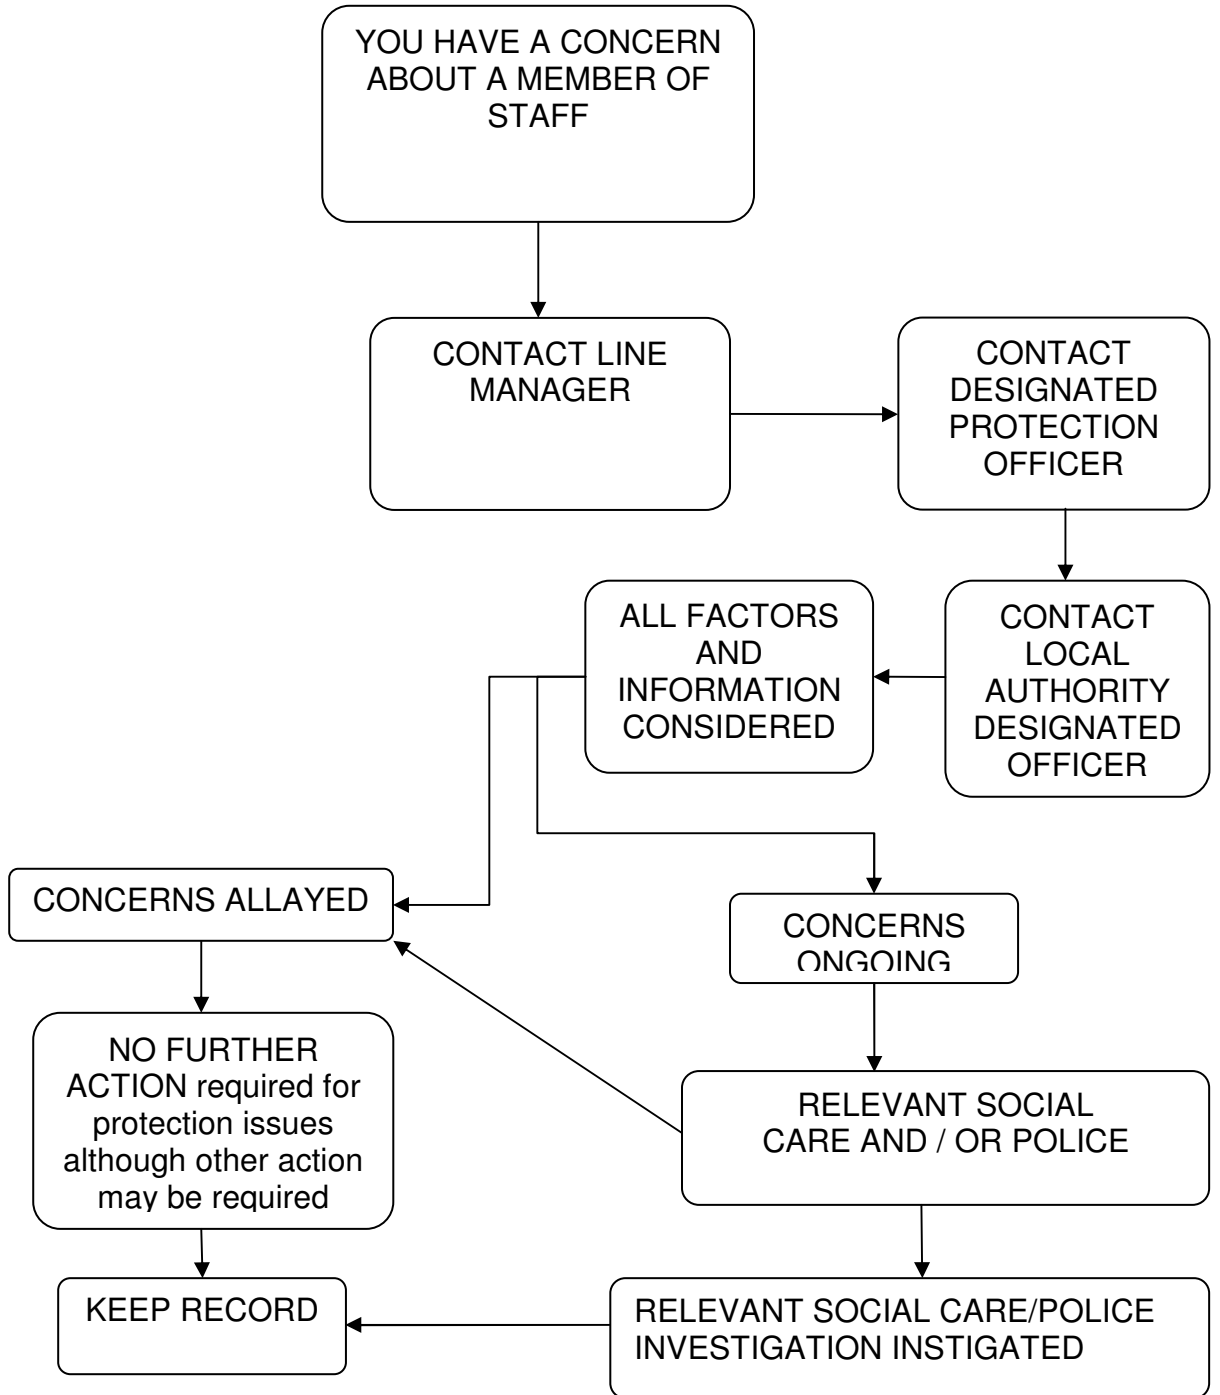 YOU HAVE A CONCERN
ABOUT A MEMBER OF
STAFF
CONTACT LINE
MANAGER
CONTACT
DESIGNATED
PROTECTION
OFFICER
ALL FACTORS
AND
INFORMATION
CONSIDERED
CONTACT
LOCAL
AUTHORITY
DESIGNATED
OFFICER
CONCERNS ALLAYED
CONCERNS
ONGOING
NO FURTHER
ACTION required for
protection issues
although other action
may be required
RELEVANT SOCIAL
CARE AND / OR POLICE
KEEP RECORD
RELEVANT SOCIAL CARE/POLICE
INVESTIGATION INSTIGATED